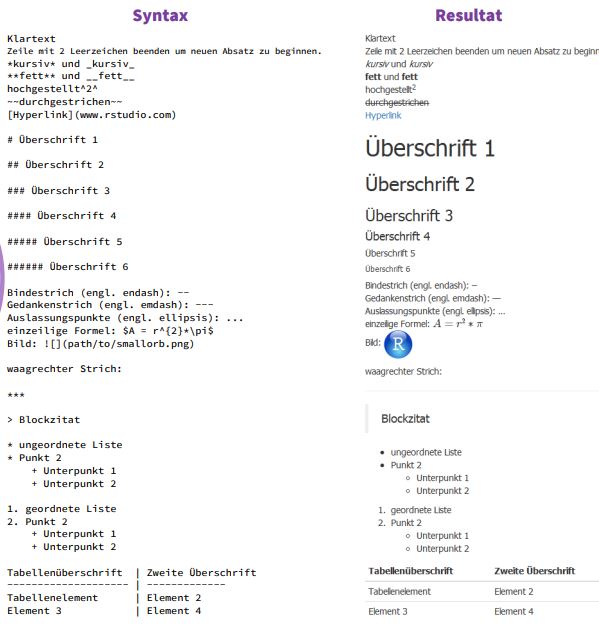 Syntax
Klartext
Zeile mit 2 Leerzeichen beenden um neuen Absatz zu beginnen.
*kursiv* und _kursiv_
**fett** und __fett__
hochgestellt^2^
~~durchgestrichen~~
[Hyperlink](www.rstudio.com)
# Überschrift 1
## Überschrift 2
### Überschrift 3
#### Überschrift 4
##### Überschrift 5
###### Überschrift 6
Bindestrich (engl. endash): --
Gedankenstrich (engl. emdash): ---
Auslassungspunkte (engl. ellipsis): ...
einzeilige Formel: $A = r^{2}*\pi$
Bild: ![](path/to/smallorb.png)
waagrechter Strich:
***
> Blockzitat
* ungeordnete Liste
* Punkt 2
+ Unterpunkt 1
+ Unterpunkt 2
1. geordnete Liste
2. Punkt 2
+ Unterpunkt 1
+ Unterpunkt 2
Tabellenüberschrift | Zweite Überschrift
-------------------- | -------------
Tabellenelement | Element 2
Element 3 | Element 4
Resultat
Klartext
Zeile mit 2 Leerzeichen beenden um neuen Absatz zu
kursiv und kursiv
fett und fett
hochgestellt²
durchgestrichen
Hyperlink
Überschrift 1
Überschrift 2
Überschrift 3
Überschrift 4
Überschrift 5
Überschrift 6
Bindestrich (engl. endash): –
Gedankenstrich (engl. emdash): —
Auslassungspunkte (engl. ellipsis): …
einzeilige Formel: A = r² * π
Bild: R
waagrechter Strich:
Blockzitat
• ungeordnete Liste
• Punkt 2
◦ Unterpunkt 1
◦ Unterpunkt 2
1. geordnete Liste
2. Punkt 2
◦ Unterpunkt 1
◦ Unterpunkt 2
Tabellenüberschrift Zweite Überschrift
Tabellenelement Element 2
Element 3 Element 4